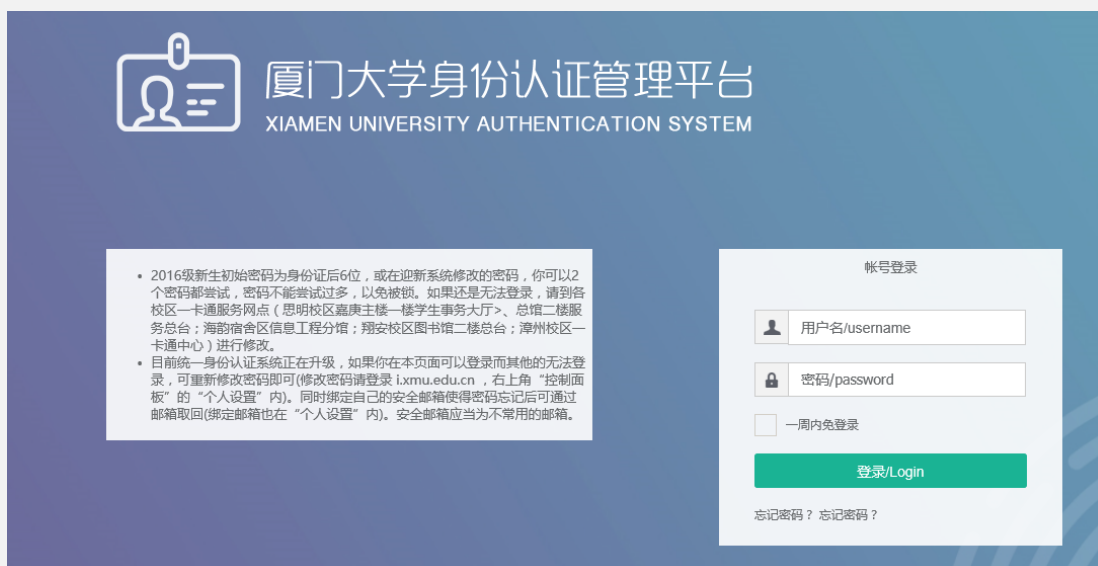 厦门大学身份认证管理平台
XIAMEN UNIVERSITY AUTHENTICATION SYSTEM
• 2016级新生初始密码为身份证后6位，或在迎新系统修改的密码，你可以2
个密码都尝试，密码不能尝试过多，以免被锁。如果还是无法登录，请到各
校区一卡通服务网点（思明校区嘉庚主楼一楼学生事务大厅>、总馆二楼服
务总台；海韵宿舍区信息工程分馆；翔安校区图书馆二楼总台；漳州校区一
卡通中心）进行修改。
• 目前统一身份认证系统正在升级，如果你在本页面可以登录而其他的无法登
录，可重新修改密码即可(修改密码请登录 i.xmu.edu.cn ，右上角“控制面
板”的“个人设置”内)。同时绑定自己的安全邮箱使得密码忘记后可通过
邮箱取回(绑定邮箱也在“个人设置”内)。安全邮箱应当为不常用的邮箱。
帐号登录
用户名/username
密码/password
一周内免登录
登录/Login
忘记密码？ 忘记密码？